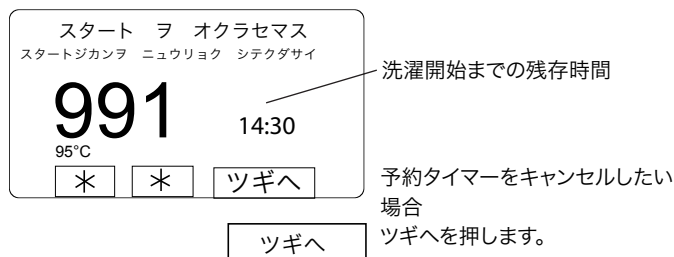 スタート ヲ オクラセマス
スタートジカンヲ ニュウリョク シテクダサイ
洗濯開始までの残存時間
991
14:30
95°C
＊ ＊ ツギへ
予約タイマーをキャンセルしたい
場合
ツギへを押します。
ツギへ